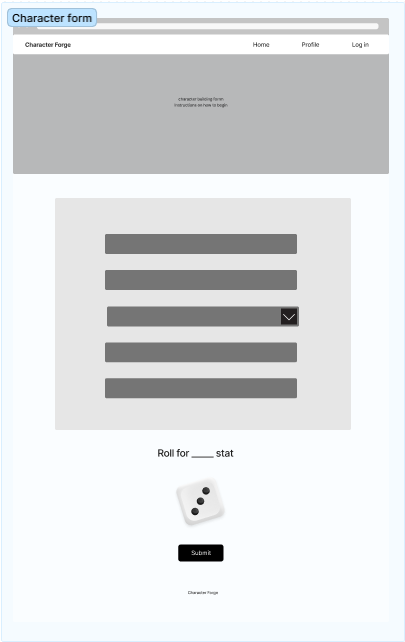 Character form
Character Forge
Home
Profile
Log in
character building form
instructions on how to begin
Roll for _____ stat
Submit
Character Forge